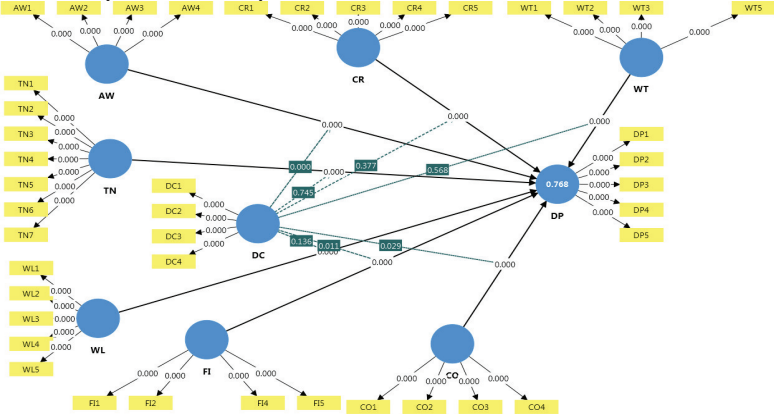 AW1 AW2 AW3 AW4 CR1 CR2 CR3 CR4 CR5 WT1 WT2 WT3 WT5
0.000 0.000 0.000 0.000 0.000 0.000 0.000 0.000 0.000 0.000 0.000 0.000 0.000
AW CR WT
TN1
TN2
TN3
TN4
TN5
TN6
TN7
0.000
0.000
0.000
0.000
0.000
0.000
0.000
TN
0.000 0.000 0.000
0.000 0.377 0.568
0.000
0.745
DP1
DP2
DP3
DP4
DP5
0.000
0.000
0.000
0.000
0.000
0.768
DP
DC1
DC2
DC3
DC4
0.000
0.000
0.000
0.000
DC
0.136 0.011 0.029
0.000
0.000 0.000
WL1
WL2
WL3
WL4
WL5
0.000
0.000
0.000
0.000
0.000
WL
FI
0.000 0.000 0.000 0.000
FI1 FI2 FI4 FI5
CO
0.000 0.000 0.000 0.000
CO1 CO2 CO3 CO4